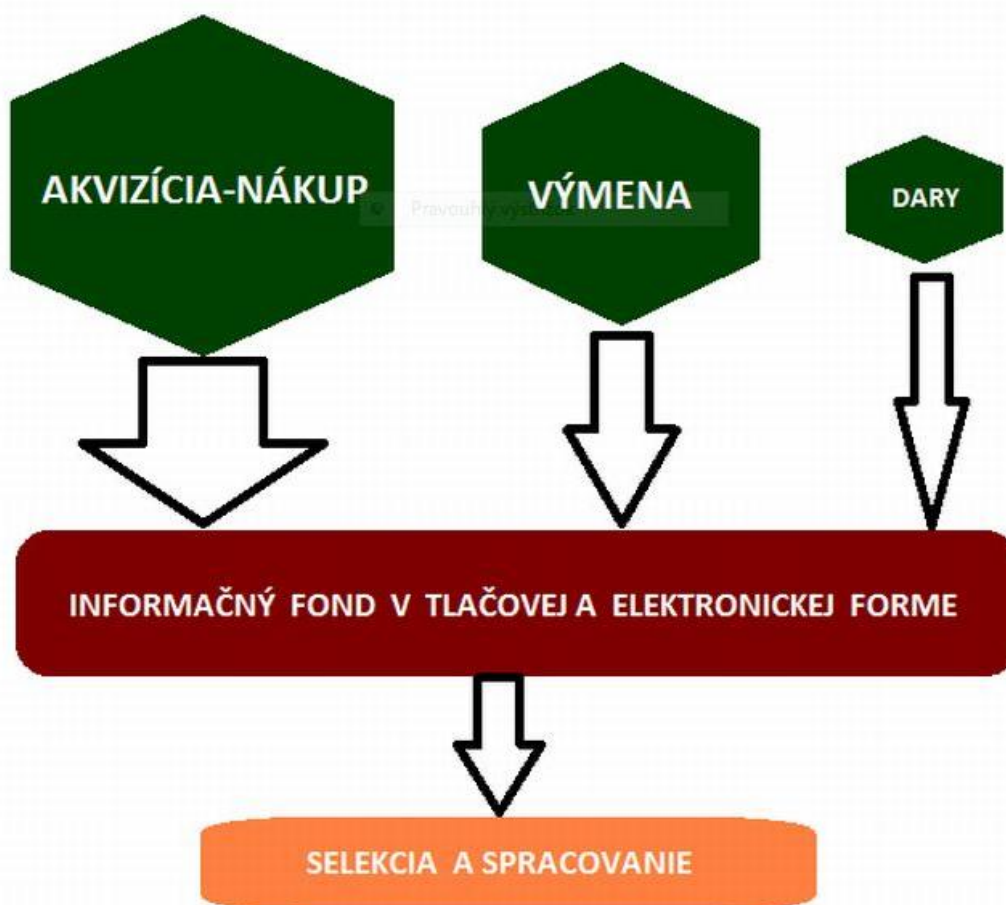 AKVIZÍCIA-NÁKUP
VÝMENA
DARY
INFORMAČNÝ FOND V TLAČOVEJ A ELEKTRONICKEJ FORME
SELEKCIA A SPRACOVANIE